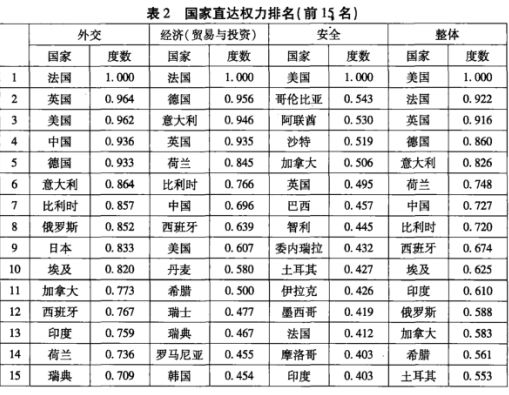 表2 国家直达权力排名(前15名)
外交 经济(贸易与投资) 安全 整体
国家 度数 国家 度数 国家 度数 国家 度数
1 法国 1.000 法国 1.000 美国 1.000 美国 1.000
2 英国 0.964 德国 0.956 哥伦比亚 0.543 法国 0.922
3 美国 0.962 意大利 0.946 阿联酋 0.530 英国 0.916
4 中国 0.936 英国 0.935 沙特 0.519 德国 0.860
5 德国 0.933 荷兰 0.845 加拿大 0.506 意大利 0.826
6 意大利 0.864 比利时 0.766 英国 0.495 荷兰 0.748
7 比利时 0.857 中国 0.696 巴西 0.457 中国 0.727
8 俄罗斯 0.852 西班牙 0.639 智利 0.445 比利时 0.720
9 日本 0.833 美国 0.607 委内瑞拉 0.432 西班牙 0.674
10 埃及 0.820 丹麦 0.580 土耳其 0.427 埃及 0.625
11 加拿大 0.773 希腊 0.500 伊拉克 0.426 印度 0.610
12 西班牙 0.767 瑞士 0.477 墨西哥 0.419 俄罗斯 0.588
13 印度 0.759 瑞典 0.467 法国 0.412 加拿大 0.583
14 荷兰 0.736 罗马尼亚 0.455 摩洛哥 0.403 希腊 0.561
15 瑞典 0.709 韩国 0.454 印度 0.403 土耳其 0.553